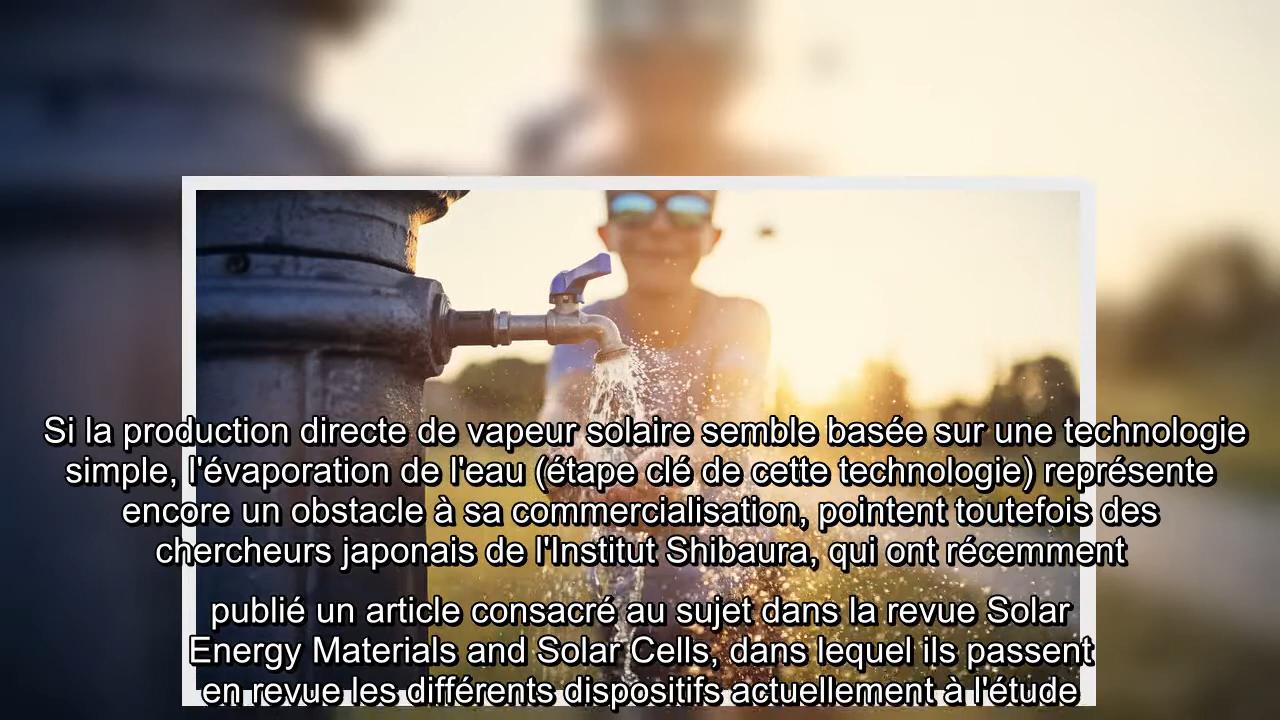 Si la production directe de vapeur solaire semble basée sur une technologie
simple, l'évaporation de l'eau (étape clé de cette technologie) représente
encore un obstacle à sa commercialisation, pointent toutefois des
chercheurs japonais de l'Institut Shibaura, qui ont récemment
publié un article consacré au sujet dans la revue Solar
Energy Materials and Solar Cells, dans lequel ils passent
en revue les différents dispositifs actuellement à l'étude